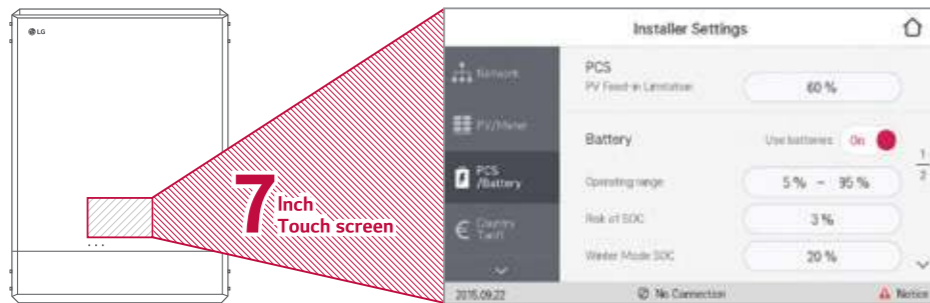 LG
7 Inch
Touch screen
Installer Settings
Network
PV/Meter
PCS
/Battery
Country
Tariff
PCS
PV Feed-in Limitation
60 %
Battery
Use batteries
On
Operating range
5 % - 95 %
Risk of SOC
3 %
Winter Mode SOC
20 %
1
2
2015.09.22
No Connection
Notice